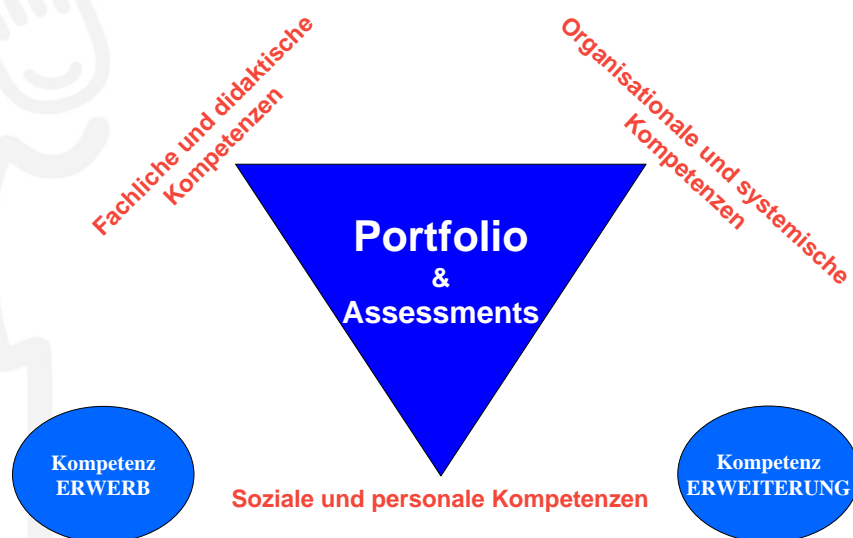 Fachliche und didaktische
Kompetenzen
Organisationale und systemische
Kompetenzen
Portfolio
&
Assessments
Kompetenz
ERWERB
Soziale und personale Kompetenzen
Kompetenz
ERWEITERUNG